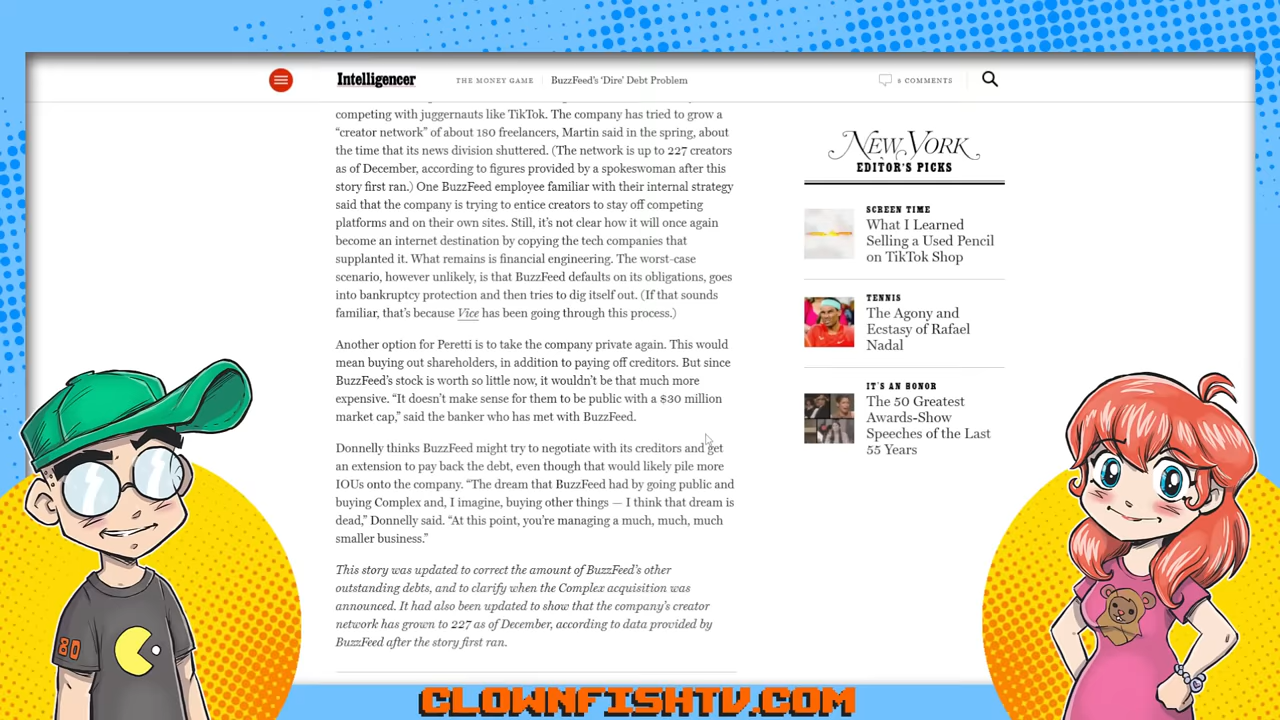 Intelligencer
THE MONEY GAME
BuzzFeed's 'Dire' Debt Problem
8 COMMENTS
competing with juggernauts like TikTok. The company has tried to grow a
“creator network” of about 180 freelancers, Martin said in the spring, about
the time that its news division shuttered. (The network is up to 227 creators
as of December, according to figures provided by a spokeswoman after this
story first ran.) One BuzzFeed employee familiar with their internal strategy
said that the company is trying to entice creators to stay off competing
platforms and on their own sites. Still, it’s not clear how it will once again
become an internet destination by copying the tech companies that
supplanted it. What remains is financial engineering. The worst-case
scenario, however unlikely, is that BuzzFeed defaults on its obligations, goes
into bankruptcy protection and then tries to dig itself out. (If that sounds
familiar, that’s because Vice has been going through this process.)
Another option for Peretti is to take the company private again. This would
mean buying out shareholders, in addition to paying off creditors. But since
BuzzFeed’s stock is worth so little now, it wouldn’t be that much more
expensive. “It doesn’t make sense for them to be public with a $30 million
market cap,” said the banker who has met with BuzzFeed.
Donnelly thinks BuzzFeed might try to negotiate with its creditors and get
an extension to pay back the debt, even though that would likely pile more
IOUs onto the company. “The dream that BuzzFeed had by going public and
buying Complex and, I imagine, buying other things — I think that dream is
dead,” Donnelly said. “At this point, you’re managing a much, much, much
smaller business.”
This story was updated to correct the amount of BuzzFeed’s other
outstanding debts, and to clarify when the Complex acquisition was
announced. It had also been updated to show that the company’s creator
network has grown to 227 as of December, according to data provided by
BuzzFeed after the story first ran.
NEW YORK
EDITOR'S PICKS
SCREEN TIME
What I Learned
Selling a Used Pencil
on TikTok Shop
TENNIS
The Agony and
Ecstasy of Rafael
Nadal
IT'S AN HONOR
The 50 Greatest
Awards-Show
Speeches of the Last
55 Years
80
CLOWNFISHTV.COM